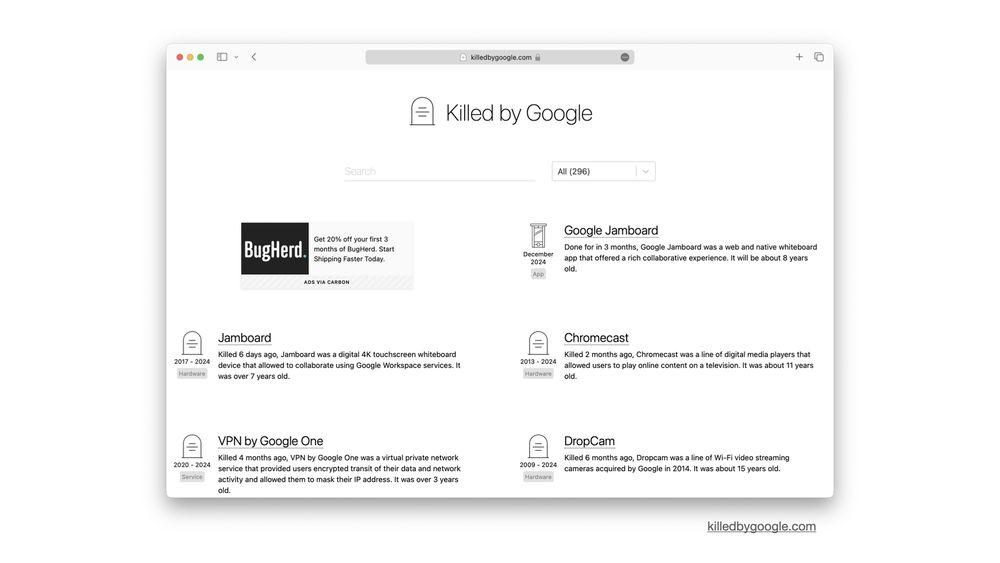 killedbygoogle.com
Killed by Google
Search
All (296)
BugHerd.
Get 20% off your first 3
months of BugHerd. Start
Shipping Faster Today.
ADS VIA CARBON
December
2024
App
Google Jamboard
Done for in 3 months, Google Jamboard was a web and native whiteboard
app that offered a rich collaborative experience. It will be about 8 years
old.
2017 - 2024
Hardware
Jamboard
Killed 6 days ago, Jamboard was a digital 4K touchscreen whiteboard
device that allowed to collaborate using Google Workspace services. It
was over 7 years old.
2013 - 2024
Hardware
Chromecast
Killed 2 months ago, Chromecast was a line of digital media players that
allowed users to play online content on a television. It was about 11 years
old.
2020 - 2024
Service
VPN by Google One
Killed 4 months ago, VPN by Google One was a virtual private network
service that provided users encrypted transit of their data and network
activity and allowed them to mask their IP address. It was over 3 years
old.
2009 - 2024
Hardware
DropCam
Killed 6 months ago, Dropcam was a line of Wi-Fi video streaming
cameras acquired by Google in 2014. It was about 15 years old.
killedbygoogle.com